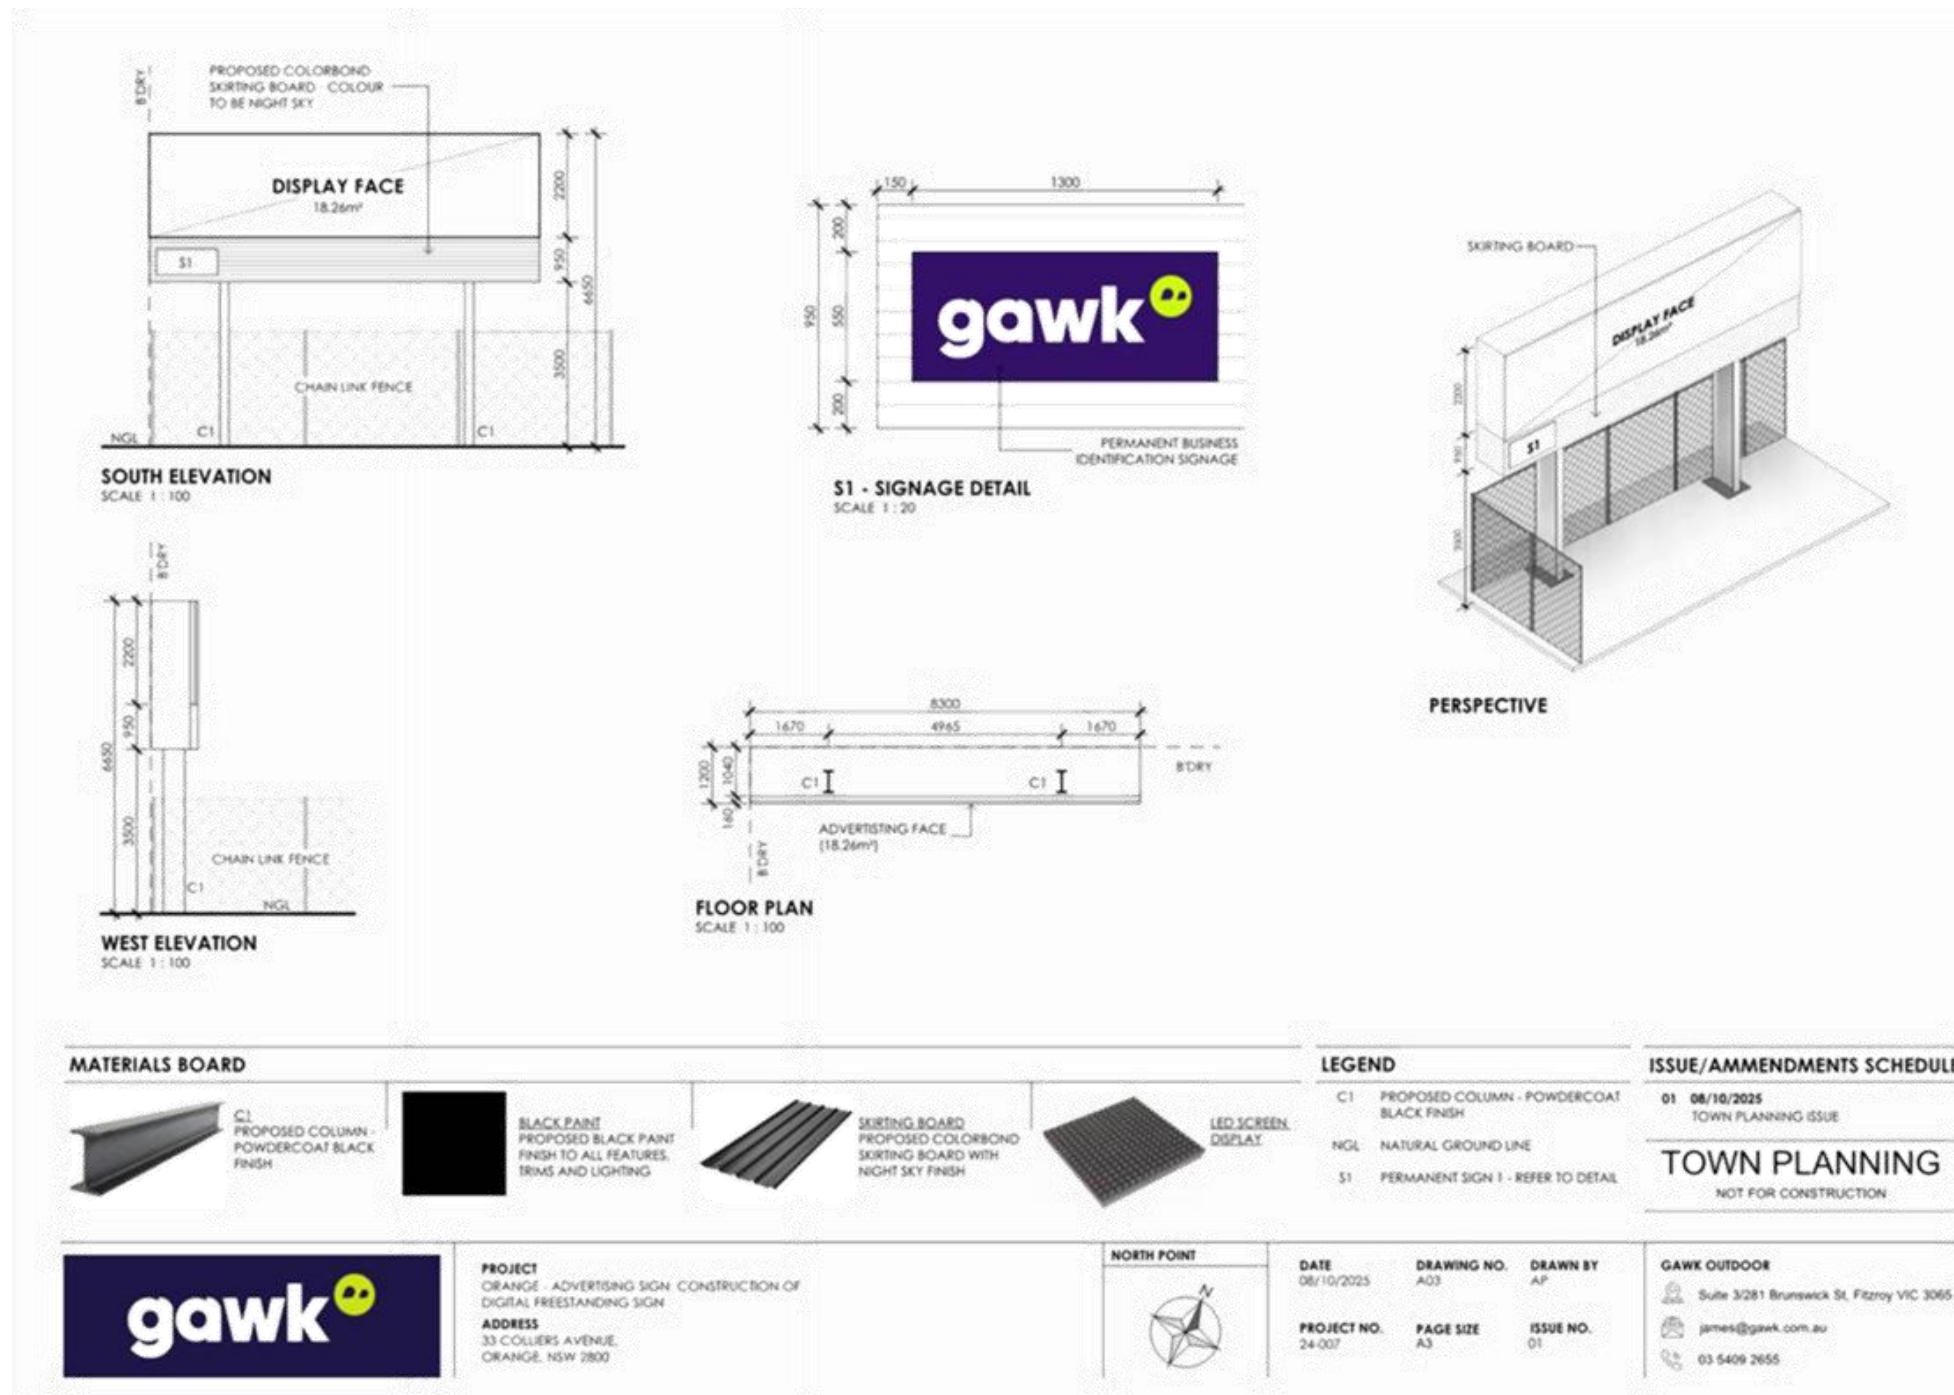 B'DRY
PROPOSED COLORBOND
SKIRTING BOARD - COLOUR
TO BE NIGHT SKY
DISPLAY FACE
18.26m²
S1
2200
950
3500
6650
CHAIN LINK FENCE
NGL
C1
C1
SOUTH ELEVATION
SCALE 1 : 100
150
1300
950
200
550
200
gawk
PERMANENT BUSINESS
IDENTIFICATION SIGNAGE
S1 - SIGNAGE DETAIL
SCALE 1 : 20
SKIRTING BOARD
DISPLAY FACE
18.26m²
S1
2200
950
3500
PERSPECTIVE
B'DRY
2200
950
3500
6650
CHAIN LINK FENCE
C1
NGL
WEST ELEVATION
SCALE 1 : 100
8300
1670
4965
1670
1200
1040
160
C1
C1
B'DRY
B'DRY
ADVERTISTING FACE
(18.26m²)
FLOOR PLAN
SCALE 1 : 100
MATERIALS BOARD
C1
PROPOSED COLUMN -
POWDERCOAT BLACK
FINISH
BLACK PAINT
PROPOSED BLACK PAINT
FINISH TO ALL FEATURES,
TRIMS AND LIGHTING
SKIRTING BOARD
PROPOSED COLORBOND
SKIRTING BOARD WITH
NIGHT SKY FINISH
LED SCREEN
DISPLAY
LEGEND
C1 PROPOSED COLUMN - POWDERCOAT
BLACK FINISH
NGL NATURAL GROUND LINE
S1 PERMANENT SIGN 1 - REFER TO DETAIL
ISSUE/AMMENDMENTS SCHEDULE
01 08/10/2025
TOWN PLANNING ISSUE
TOWN PLANNING
NOT FOR CONSTRUCTION
gawk
PROJECT
ORANGE - ADVERTISING SIGN CONSTRUCTION OF
DIGITAL FREESTANDING SIGN
ADDRESS
33 COLLIERS AVENUE,
ORANGE, NSW 2800
NORTH POINT
N
DATE
08/10/2025
DRAWING NO.
A03
DRAWN BY
AP
PROJECT NO.
24-007
PAGE SIZE
A3
ISSUE NO.
01
GAWK OUTDOOR
Suite 3/281 Brunswick St, Fitzroy VIC 3065
james@gawk.com.au
03 5409 2655